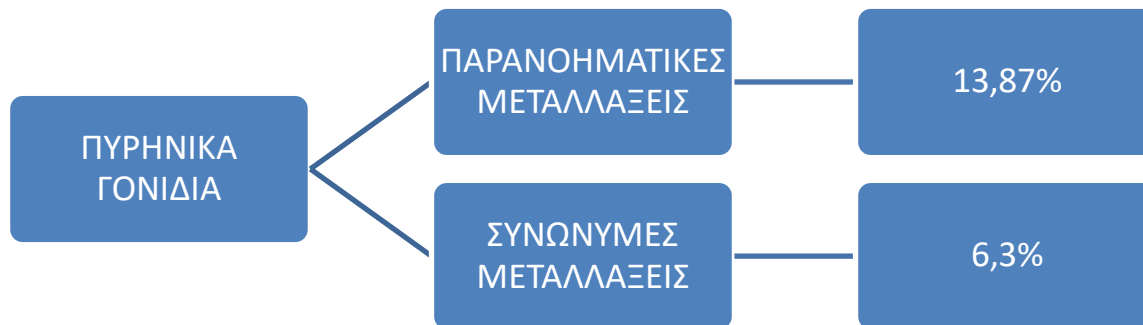 ΠΥΡΗΝΙΚΑ
ΓΟΝΙΔΙΑ
ΠΑΡΑΝΟΗΜΑΤΙΚΕΣ
ΜΕΤΑΛΛΑΞΕΙΣ
13,87%
ΣΥΝΩΝΥΜΕΣ
ΜΕΤΑΛΛΑΞΕΙΣ
6,3%